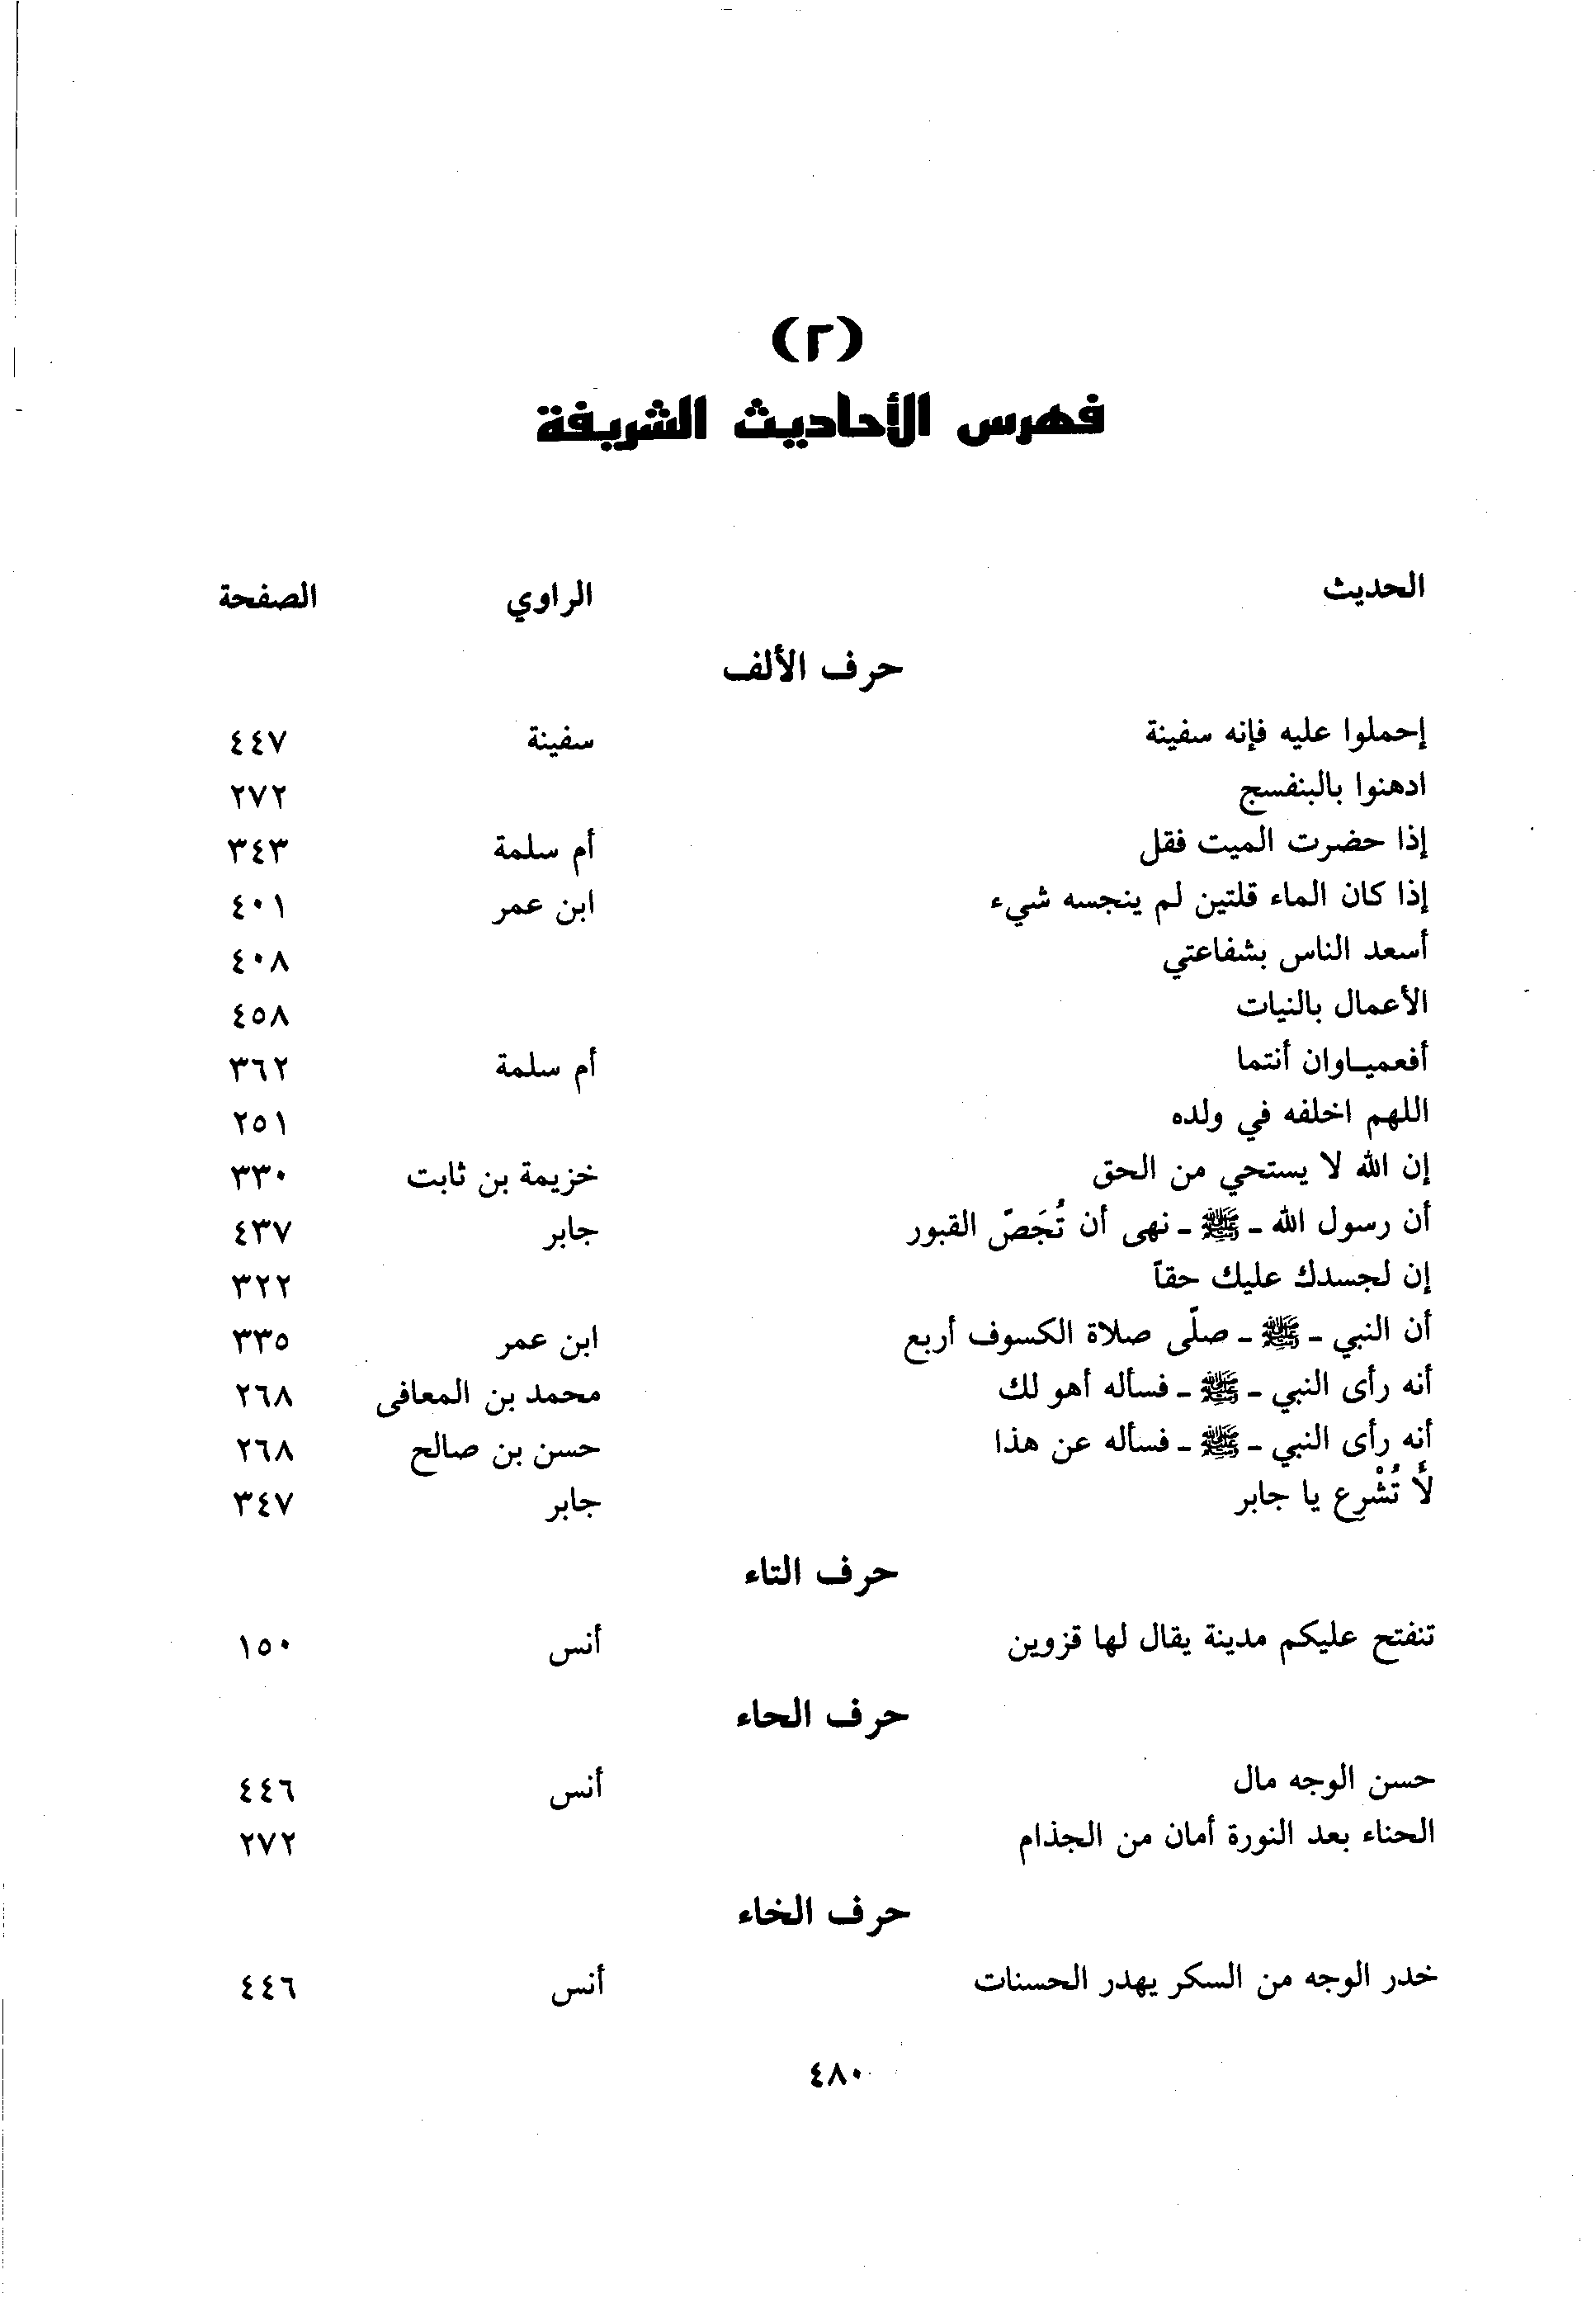 (٢)
فهرس الأحاديث الشريفة
الحديث الراوي الصفحة
حرف الألف
إحملوا عليه فإنه سفينة سفينة ٤٤٧
ادهنوا بالبنفسج ٢٧٢
إذا حضرت الميت فقل أم سلمة ٣٤٣
إذا كان الماء قلتين لم ينجسه شيء ابن عمر ٤٠١
أسعد الناس بشفاعتي ٤٠٨
الأعمال بالنيات ٤٥٨
أفعميـاوان أنتما أم سلمة ٣٦٢
اللهم اخلفه في ولده ٢٥١
إن الله لا يستحي من الحق خزيمة بن ثابت ٣٣٠
أن رسول الله ـ ﷺ ـ نهى أن تُجَصّ القبور جابر ٤٣٧
إن لجسدك عليك حقاً ٣٢٢
أن النبي ـ ﷺ ـ صلّى صلاة الكسوف أربع ابن عمر ٣٣٥
أنه رأى النبي ـ ﷺ ـ فسأله أهو لك محمد بن المعافى ٢٦٨
أنه رأى النبي ـ ﷺ ـ فسأله عن هذا حسن بن صالح ٢٦٨
لَا تُشْرع يا جابر جابر ٣٤٧
حرف التاء
تنفتح عليكم مدينة يقال لها قزوين أنس ١٥٠
حرف الحاء
حسن الوجه مال أنس ٤٤٦
الحناء بعد النورة أمان من الجذام ٢٧٢
حرف الخاء
خدر الوجه من السكر يهدر الحسنات أنس ٤٤٦
٤٨٠